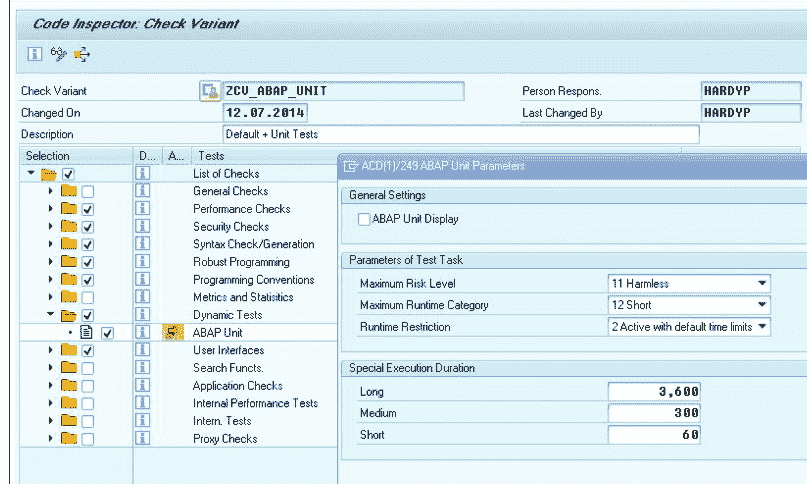 Code Inspector: Check Variant
Check Variant ZCV_ABAP_UNIT Person Respons. HARDYP
Changed On 12.07.2014 Last Changed By HARDYP
Description Default + Unit Tests
Selection D... A... Tests
List of Checks
General Checks
Performance Checks
Security Checks
Syntax Check/Generation
Robust Programming
Programming Conventions
Metrics and Statistics
Dynamic Tests
ABAP Unit
User Interfaces
Search Functs.
Application Checks
Internal Performance Tests
Intern. Tests
Proxy Checks
ACD(1)/249 ABAP Unit Parameters
General Settings
ABAP Unit Display
Parameters of Test Task
Maximum Risk Level 11 Harmless
Maximum Runtime Category 12 Short
Runtime Restriction 2 Active with default time limits
Special Execution Duration
Long 3,600
Medium 300
Short 60